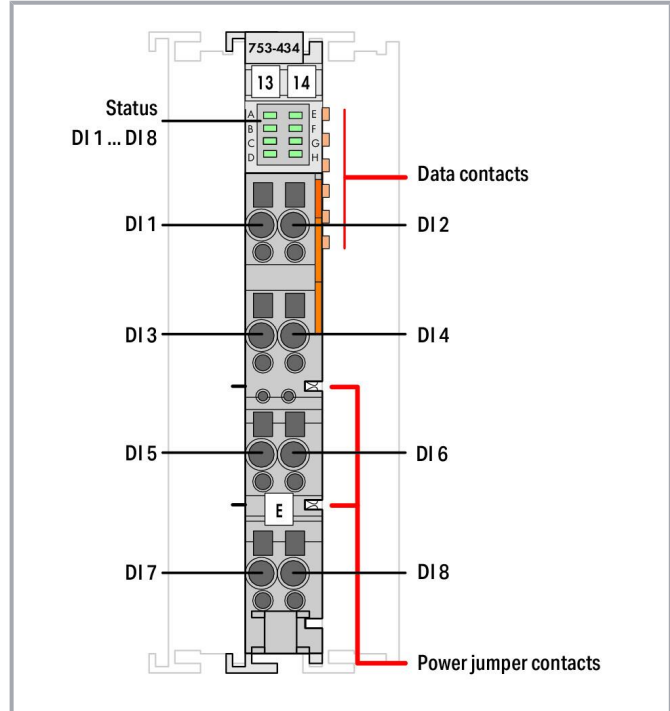 753-434
13 14
Status
DI 1 ... DI 8
A E
B F
C G
D H
Data contacts
DI 1 DI 2
DI 3 DI 4
DI 5 DI 6
E
DI 7 DI 8
Power jumper contacts